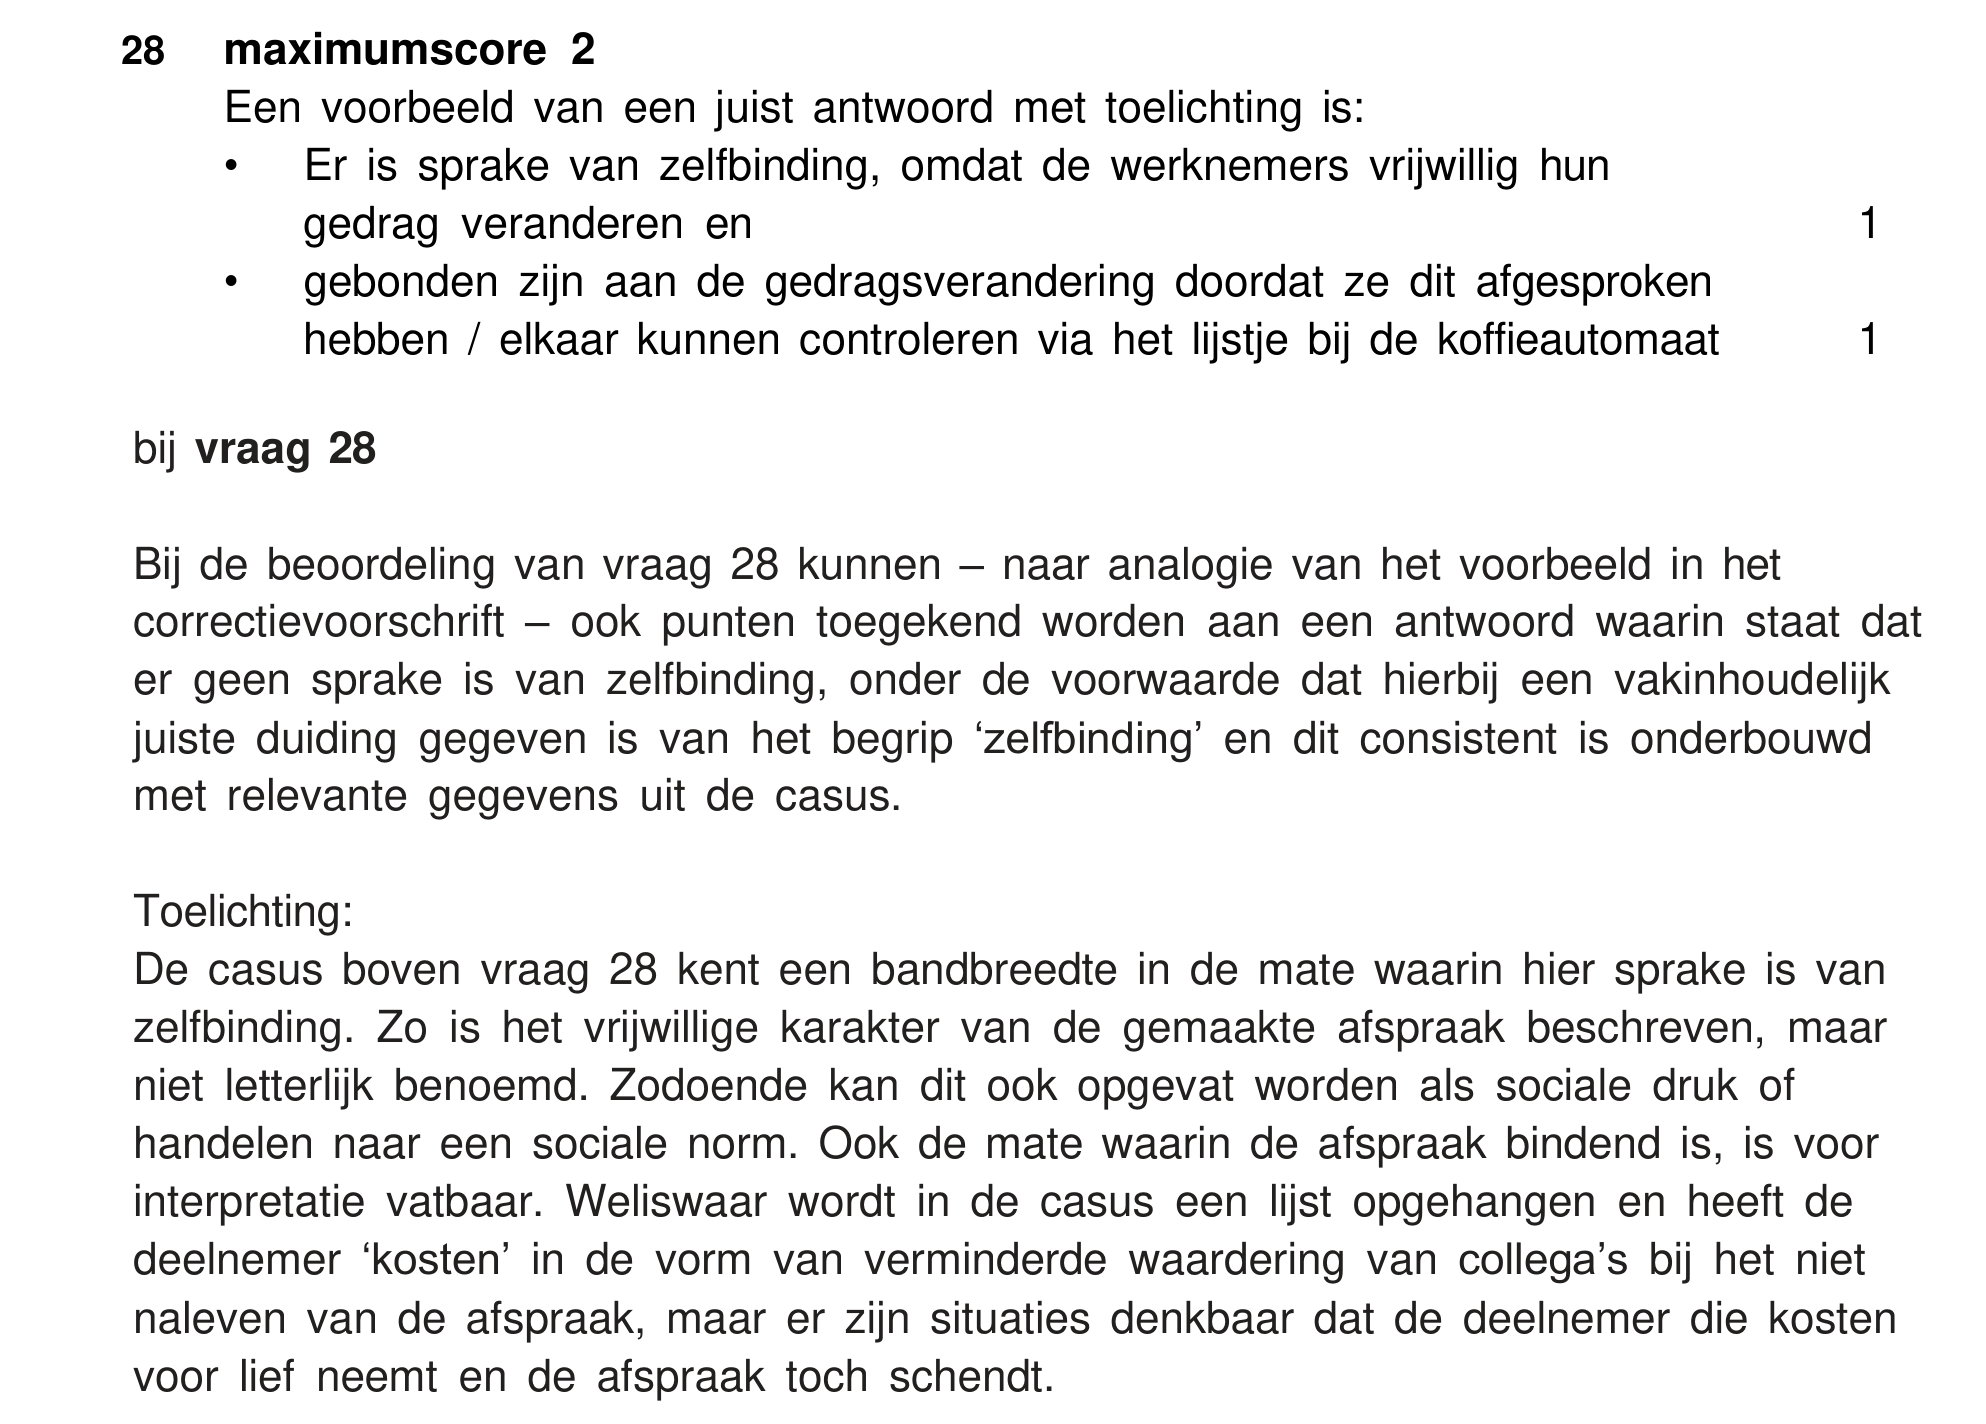 28 maximumscore 2
Een voorbeeld van een juist antwoord met toelichting is:
• Er is sprake van zelfbinding, omdat de werknemers vrijwillig hun
gedrag veranderen en 1
• gebonden zijn aan de gedragsverandering doordat ze dit afgesproken
hebben / elkaar kunnen controleren via het lijstje bij de koffieautomaat 1
bij vraag 28
Bij de beoordeling van vraag 28 kunnen – naar analogie van het voorbeeld in het
correctievoorschrift – ook punten toegekend worden aan een antwoord waarin staat dat
er geen sprake is van zelfbinding, onder de voorwaarde dat hierbij een vakinhoudelijk
juiste duiding gegeven is van het begrip ‘zelfbinding’ en dit consistent is onderbouwd
met relevante gegevens uit de casus.
Toelichting:
De casus boven vraag 28 kent een bandbreedte in de mate waarin hier sprake is van
zelfbinding. Zo is het vrijwillige karakter van de gemaakte afspraak beschreven, maar
niet letterlijk benoemd. Zodoende kan dit ook opgevat worden als sociale druk of
handelen naar een sociale norm. Ook de mate waarin de afspraak bindend is, is voor
interpretatie vatbaar. Weliswaar wordt in de casus een lijst opgehangen en heeft de
deelnemer ‘kosten’ in de vorm van verminderde waardering van collega’s bij het niet
naleven van de afspraak, maar er zijn situaties denkbaar dat de deelnemer die kosten
voor lief neemt en de afspraak toch schendt.